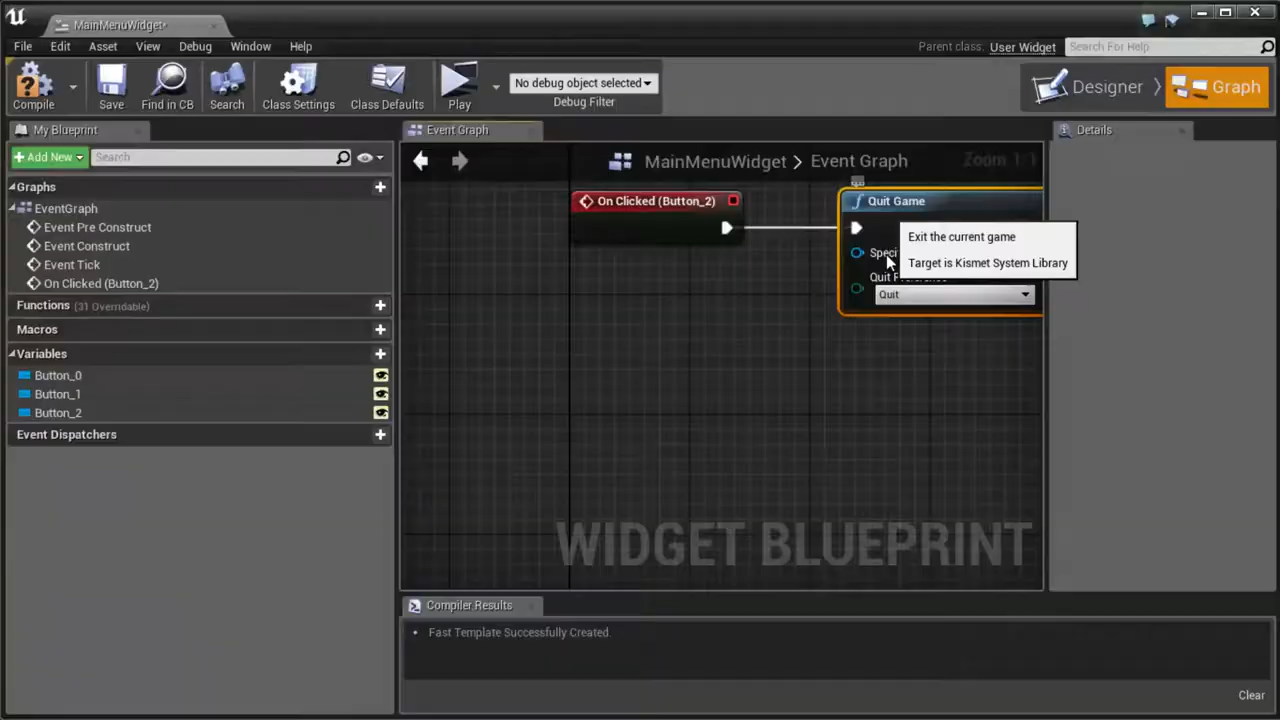 MainMenuWidget*
File Edit Asset View Debug Window Help
Parent class: User Widget Search For Help
Compile Save Find in CB Search Class Settings Class Defaults Play
No debug object selected
Debug Filter
Designer Graph
My Blueprint
Add New Search
Graphs
EventGraph
Event Pre Construct
Event Construct
Event Tick
On Clicked (Button_2)
Functions (31 Overridable)
Macros
Variables
Button_0
Button_1
Button_2
Event Dispatchers
Event Graph
MainMenuWidget > Event Graph
Zoom 1:1
On Clicked (Button_2)
Quit Game
Exit the current game
Target is Kismet System Library
Quit
WIDGET BLUEPRINT
Details
Compiler Results
• Fast Template Successfully Created.
Clear